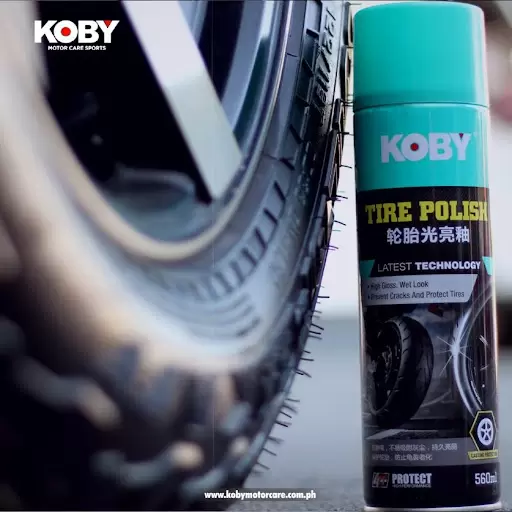 KOBY
MOTOR CARE SPORTS
KOBY
TIRE POLISH
轮胎光亮釉
LATEST TECHNOLOGY
• High Gloss, Wet Look
• Prevent Cracks And Protect Tires
PROTECT
560ml
www.kobymotorcare.com.ph